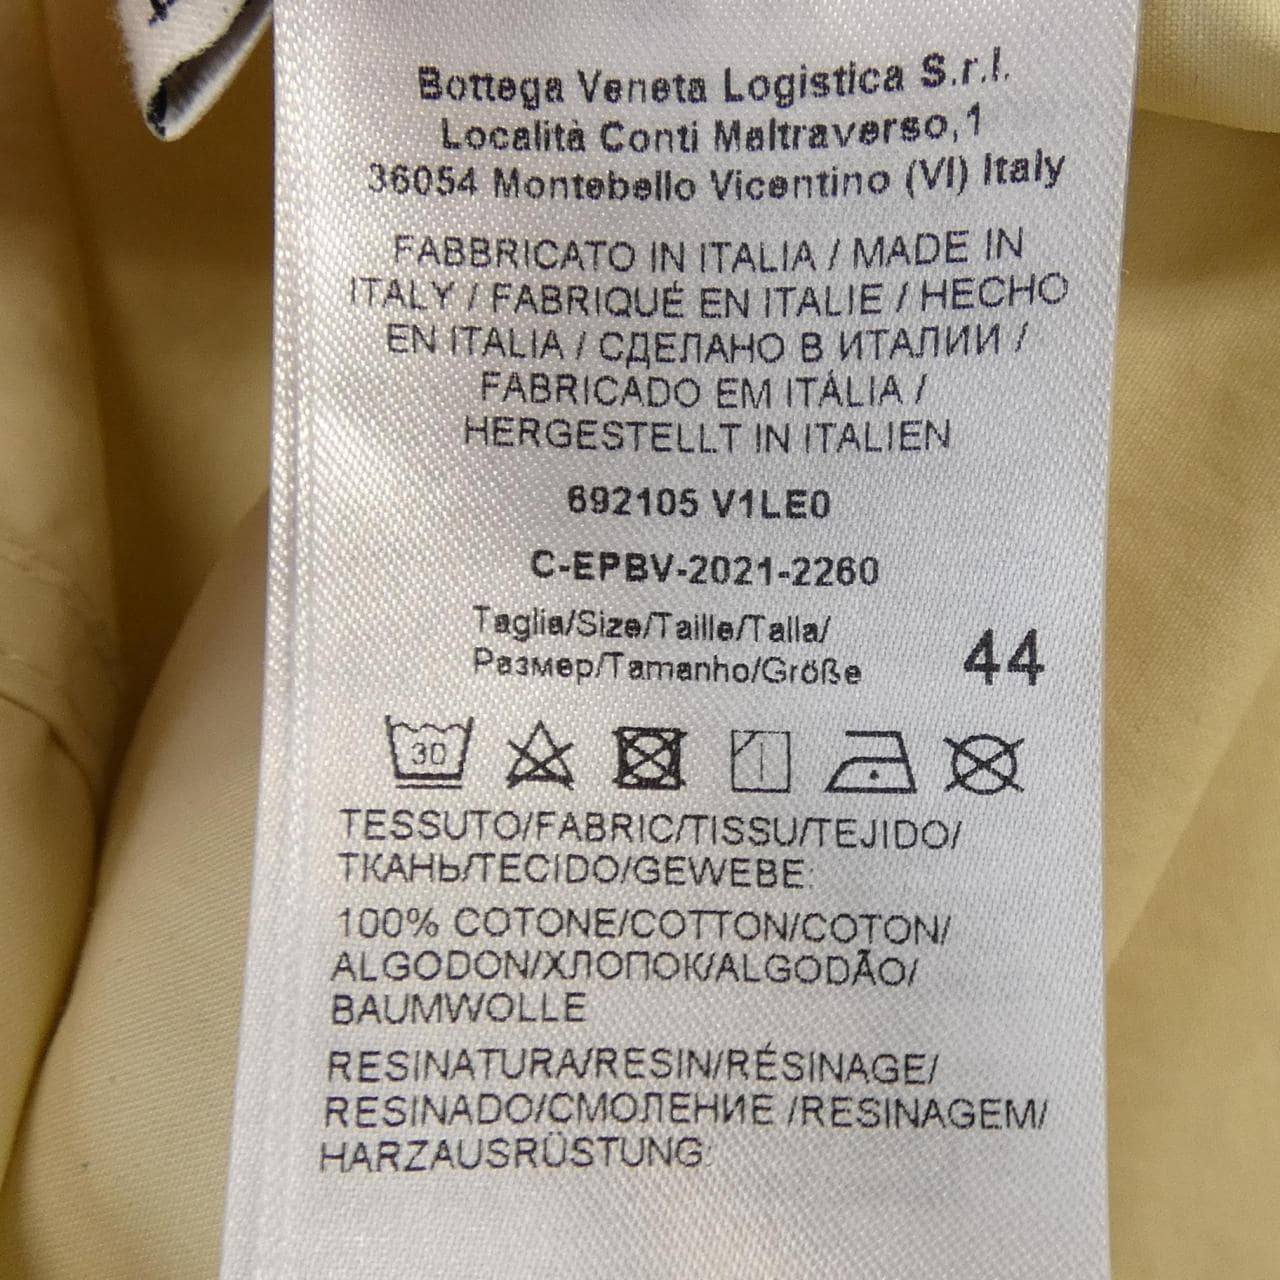 Bottega Veneta Logistica S.r.l.
Località Conti Maltraverso,1
36054 Montebello Vicentino (VI) Italy
FABBRICATO IN ITALIA / MADE IN
ITALY / FABRIQUÉ EN ITALIE / HECHO
EN ITALIA / СДЕЛАНО В ИТАЛИИ /
FABRICADO EM ITÁLIA /
HERGESTELLT IN ITALIEN
692105 V1LE0
C-EPBV-2021-2260
Taglia/Size/Taille/Talla/
Размер/Tamanho/Größe 44
30
TESSUTO/FABRIC/TISSU/TEJIDO/
ТКАНЬ/TECIDO/GEWEBE:
100% COTONE/COTTON/COTON/
ALGODON/ХЛОПОК/ALGODÃO/
BAUMWOLLE
RESINATURA/RESIN/RÉSINAGE/
RESINADO/СМОЛЕНИЕ /RESINAGEM/
HARZAUSRÜSTUNG: